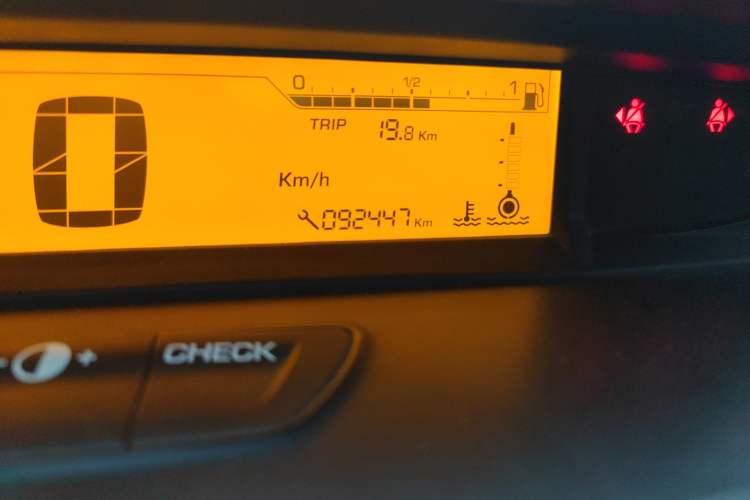 0 1/2 1
TRIP 19.8 Km
0
Km/h
092447 Km
- +
CHECK